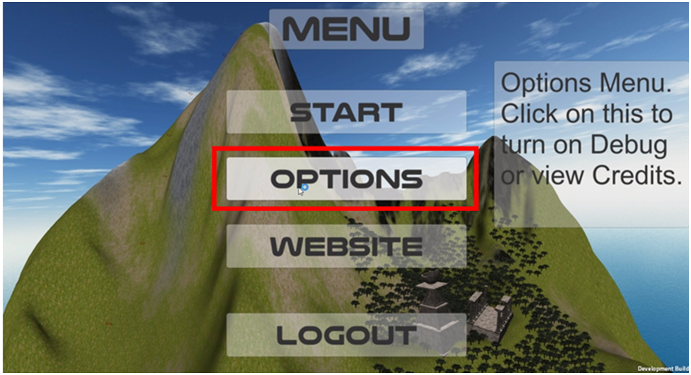 MENU
START
Options Menu.
Click on this to
turn on Debug
or view Credits.
OPTIONS
WEBSITE
LOGOUT
Development Build